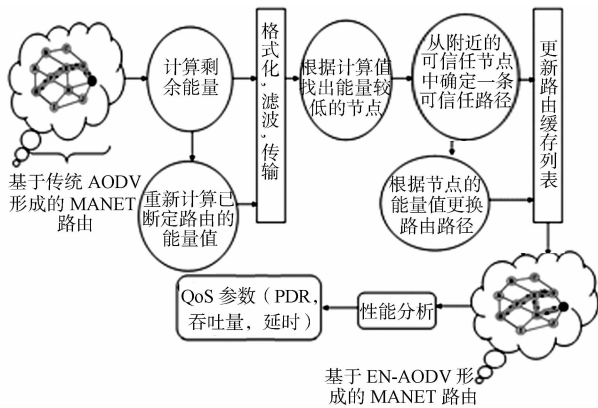 计算剩
余能量
格式化，滤波，传输
根据计算值
找出能量较
低的节点
从附近的
可信任节点
中确定一条
可信任路径
更新路由缓存列表
基于传统 AODV
形成的 MANET
路由
重新计算已
断定路由的
能量值
根据节点的
能量值更换
路由路径
QoS 参数（PDR，
吞吐量，延时）
性能分析
基于 EN-AODV 形
成的 MANET 路由